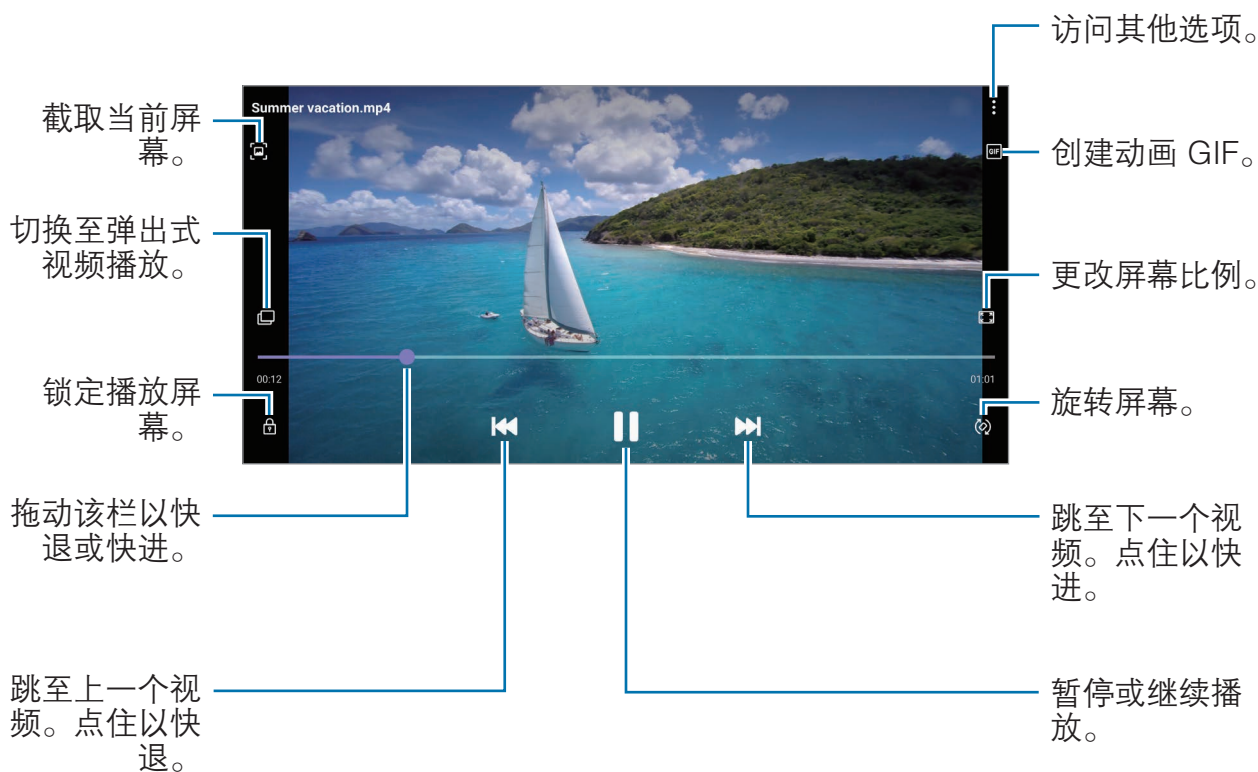 访问其他选项。
截取当前屏
幕。
Summer vacation.mp4
GIF
创建动画 GIF。
切换至弹出式
视频播放。
更改屏幕比例。
00:12
01:01
锁定播放屏
幕。
旋转屏幕。
拖动该栏以快
退或快进。
跳至下一个视
频。点住以快
进。
跳至上一个视
频。点住以快
退。
暂停或继续播
放。